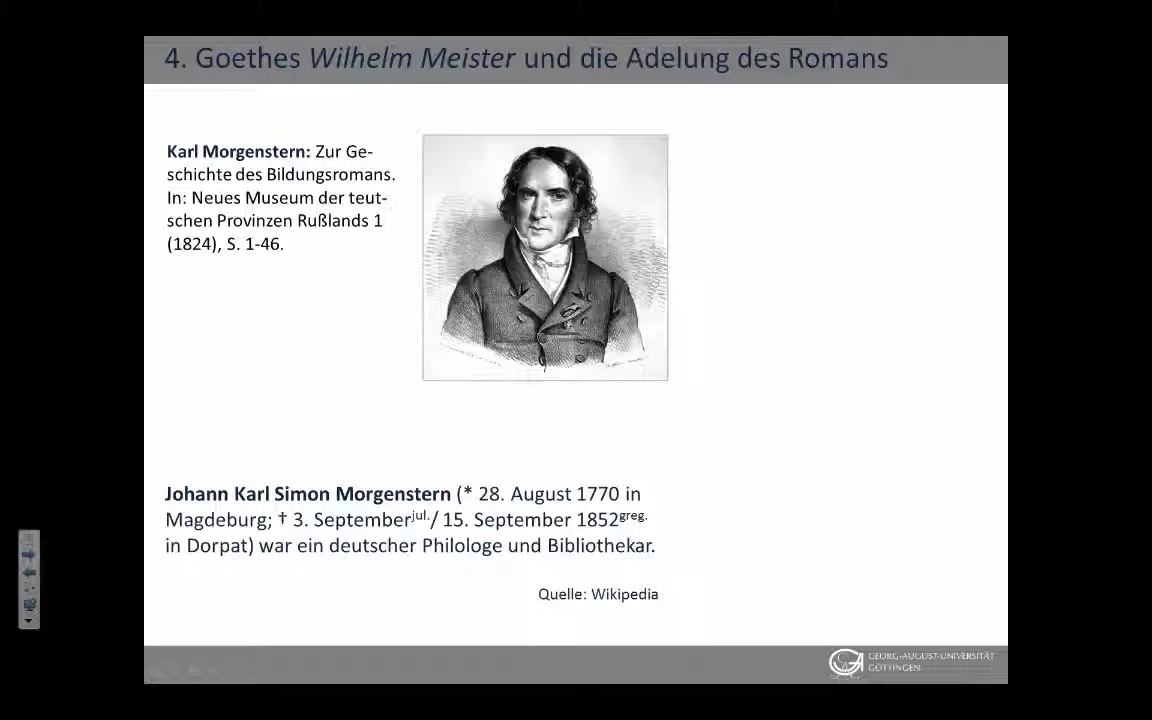 4. Goethes Wilhelm Meister und die Adelung des Romans
Karl Morgenstern: Zur Ge-
schichte des Bildungsromans.
In: Neues Museum der teut-
schen Provinzen Rußlands 1
(1824), S. 1-46.
Johann Karl Simon Morgenstern (* 28. August 1770 in
Magdeburg; † 3. Septemberjul./ 15. September 1852greg.
in Dorpat) war ein deutscher Philologe und Bibliothekar.
Quelle: Wikipedia
GEORG-AUGUST-UNIVERSITÄT
GÖTTINGEN